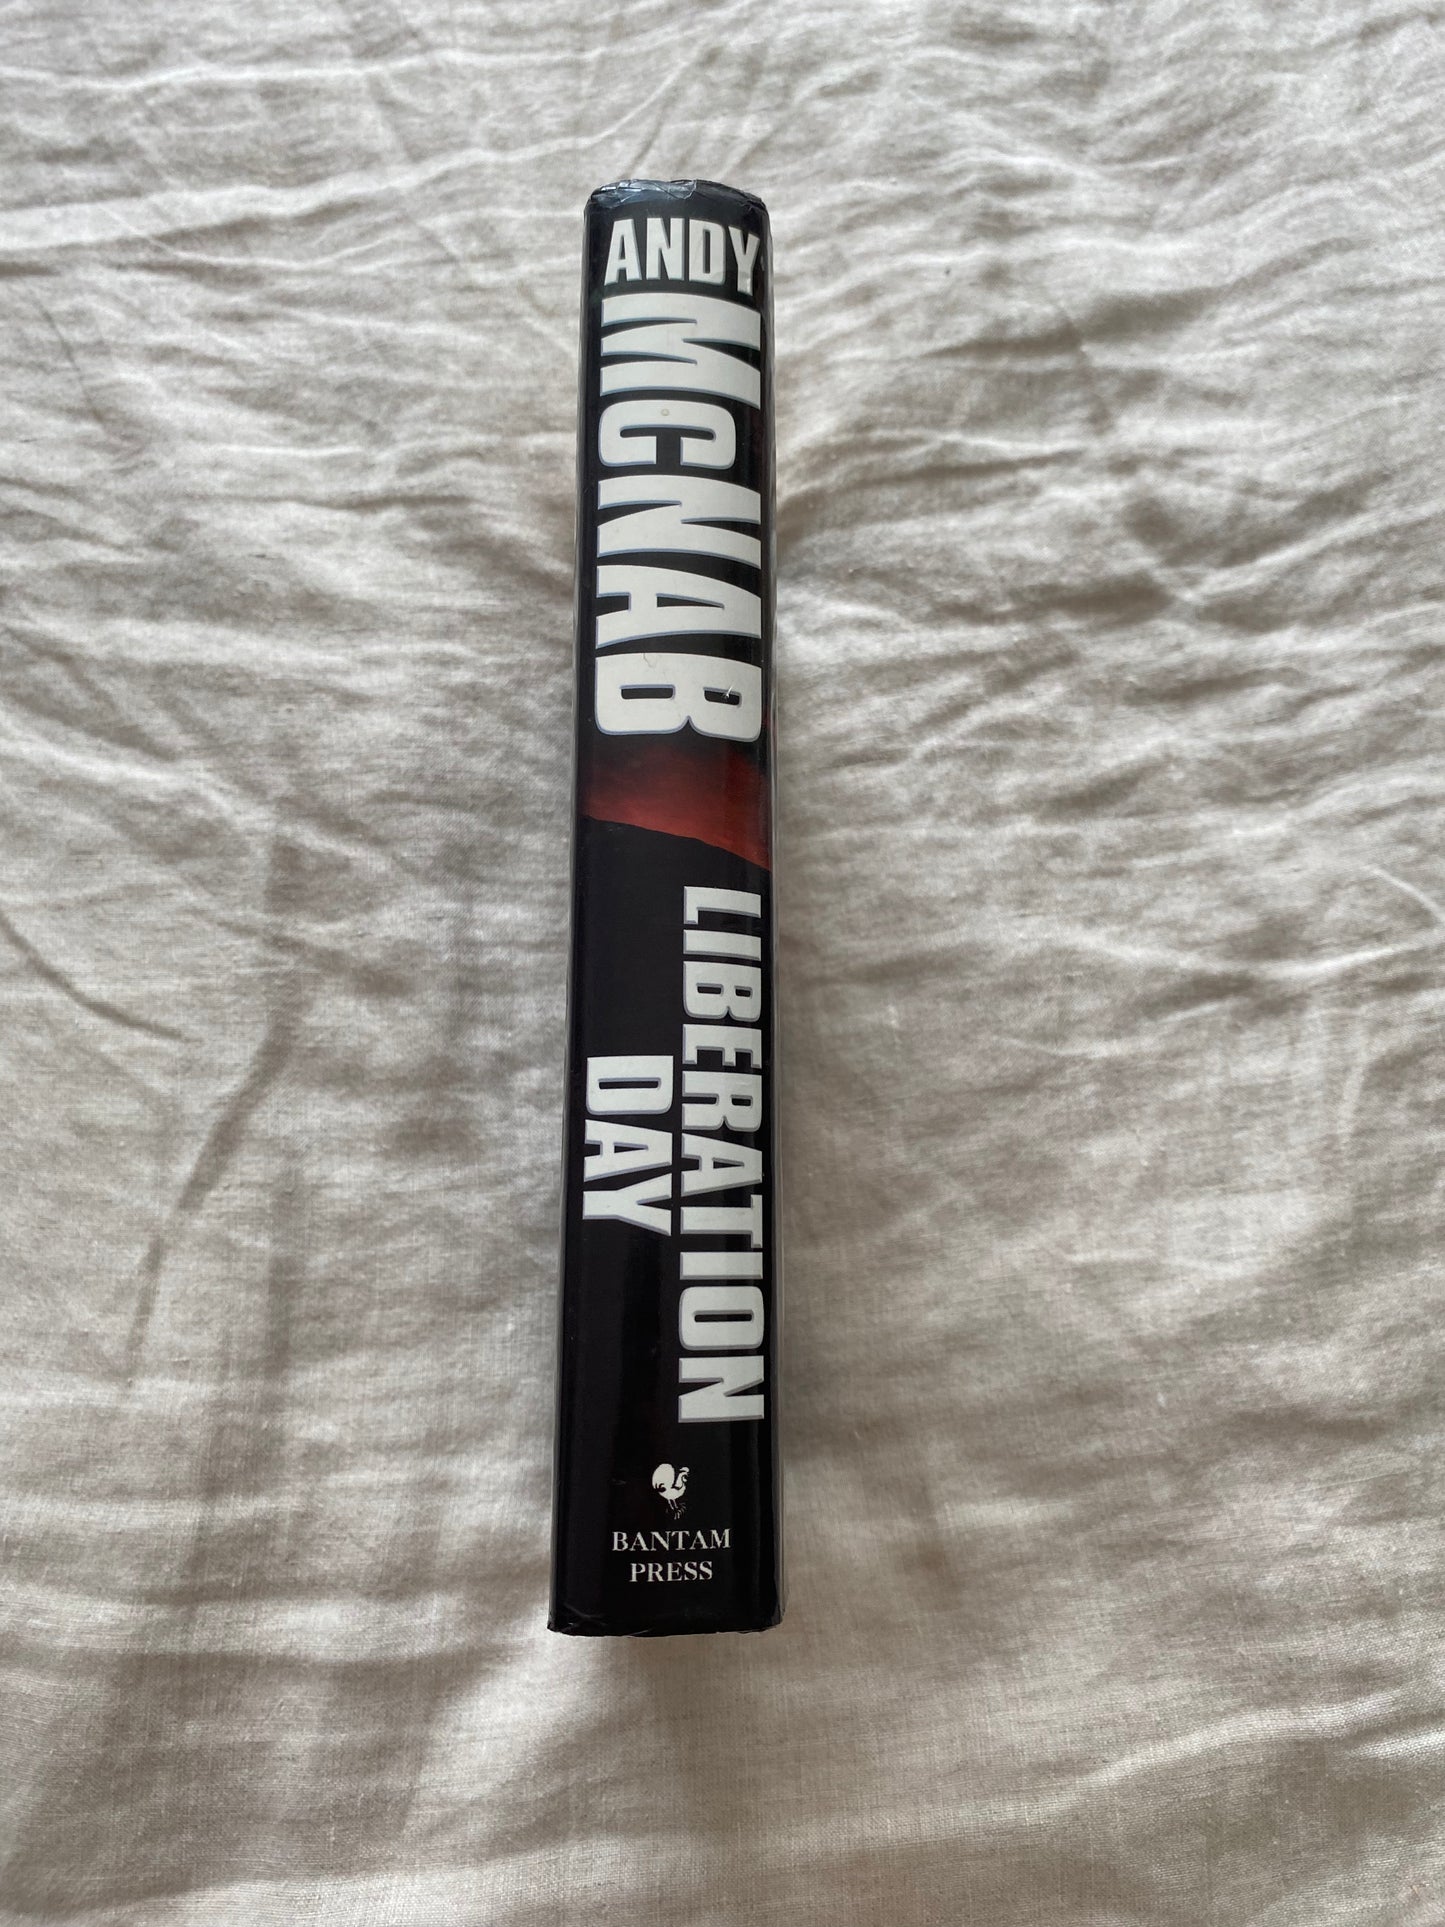 ANDY
MCNAB
LIBERATION
DAY
BANTAM
PRESS